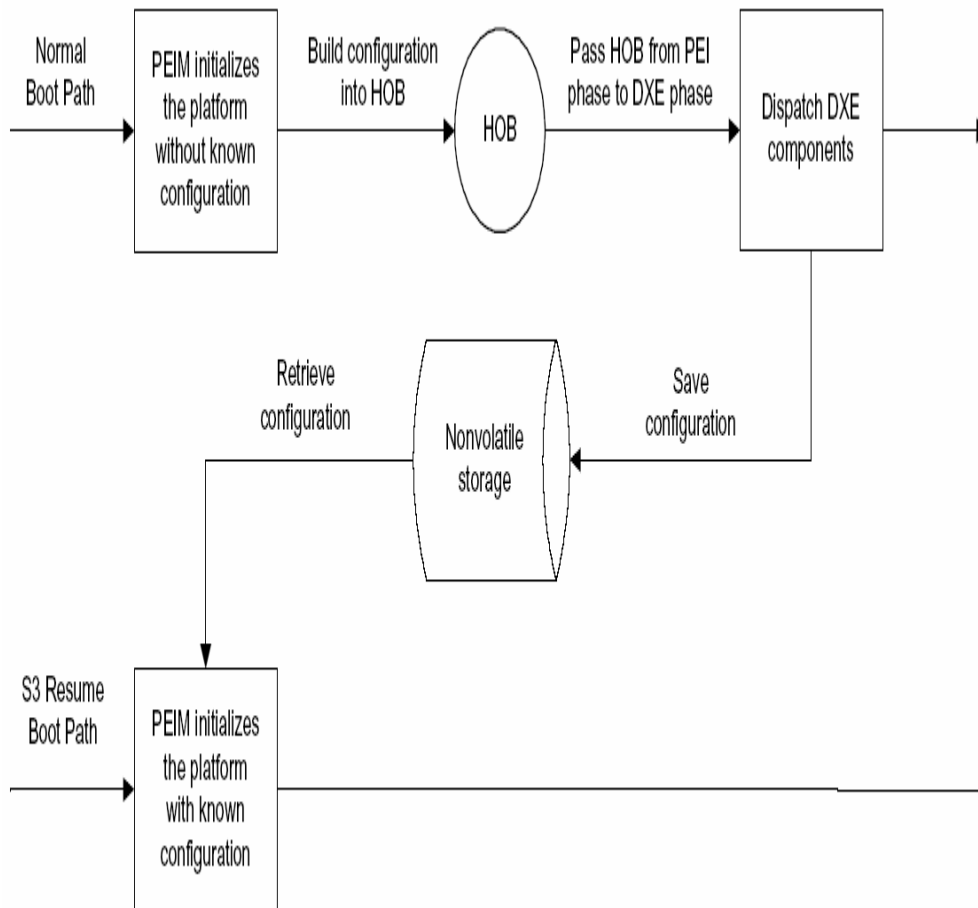 Normal
Boot Path
PEIM initializes
the platform
without known
configuration
Build configuration
into HOB
HOB
Pass HOB from PEI
phase to DXE phase
Dispatch DXE
components
Retrieve
configuration
Nonvolatile
storage
Save
configuration
S3 Resume
Boot Path
PEIM initializes
the platform
with known
configuration